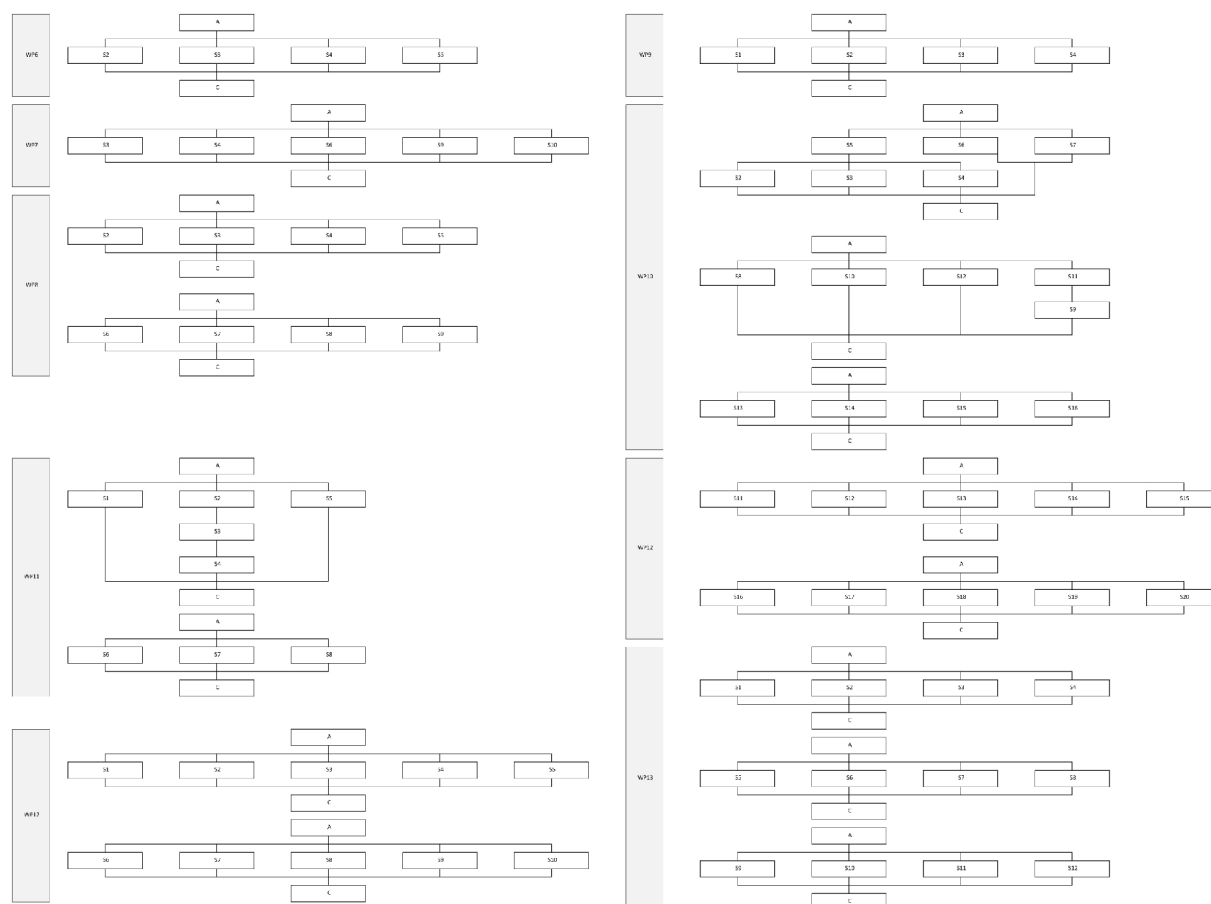 A
WP6
S2 S3 S4 S5
C
A
WP7
S3 S4 S6 S9 S10
C
A
S2 S3 S4 S5
C
WP8
A
S6 S7 S8 S9
C
A
S1 S2 S5
S3
S4
WP11
C
A
S6 S7 S8
C
A
S1 S2 S3 S4 S5
C
WP12
A
S6 S7 S8 S9 S10
C
A
WP9
S1 S2 S3 S4
C
A
S5 S6 S7
S2 S3 S4
C
A
WP10
S8 S10 S12 S11
S9
C
A
S13 S14 S15 S16
C
A
S11 S12 S13 S14 S15
C
WP12
A
S16 S17 S18 S19 S20
C
A
S1 S2 S3 S4
C
A
WP13
S5 S6 S7 S8
C
A
S9 S10 S11 S12
C